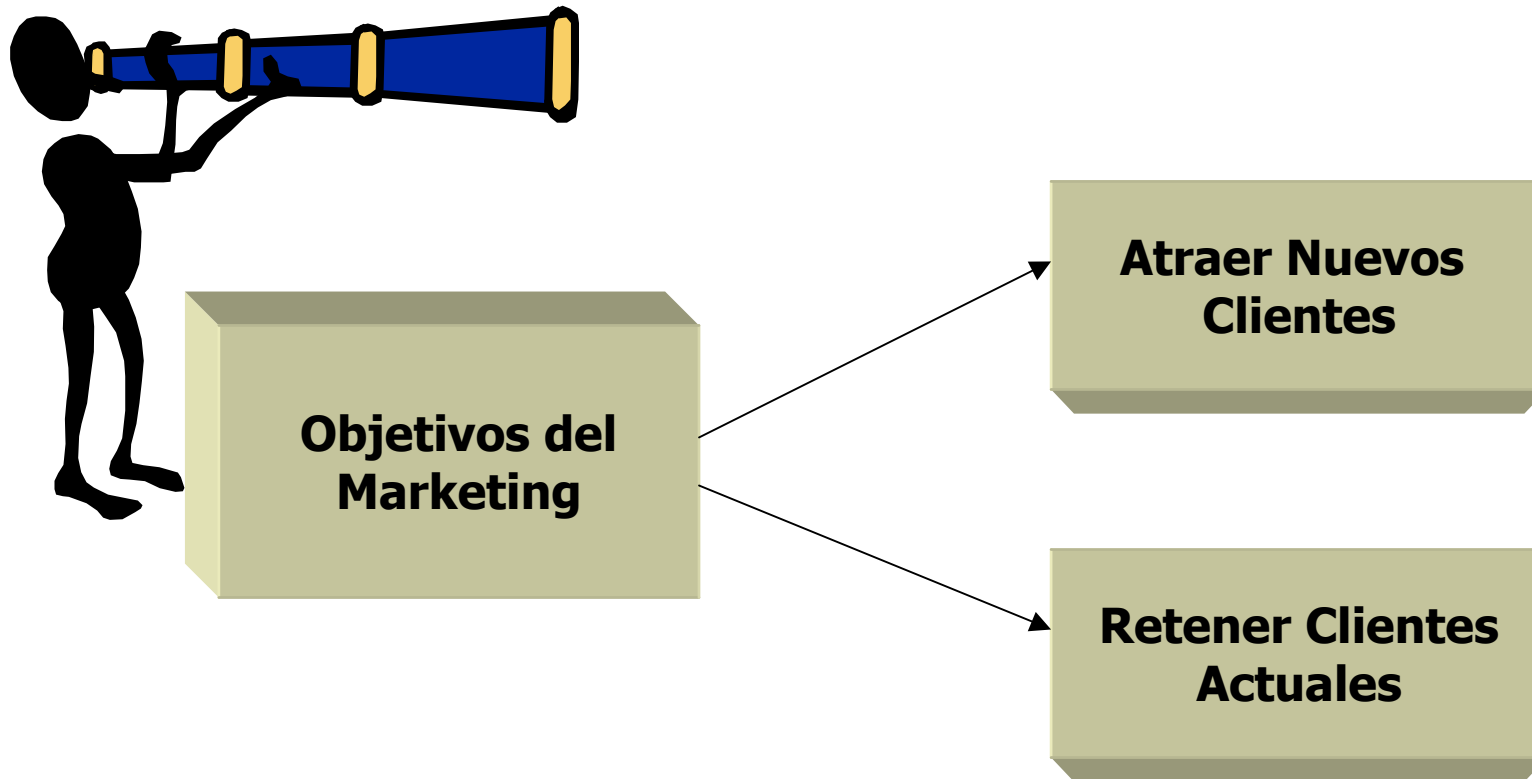 Atraer Nuevos
Clientes
Objetivos del
Marketing
Retener Clientes
Actuales